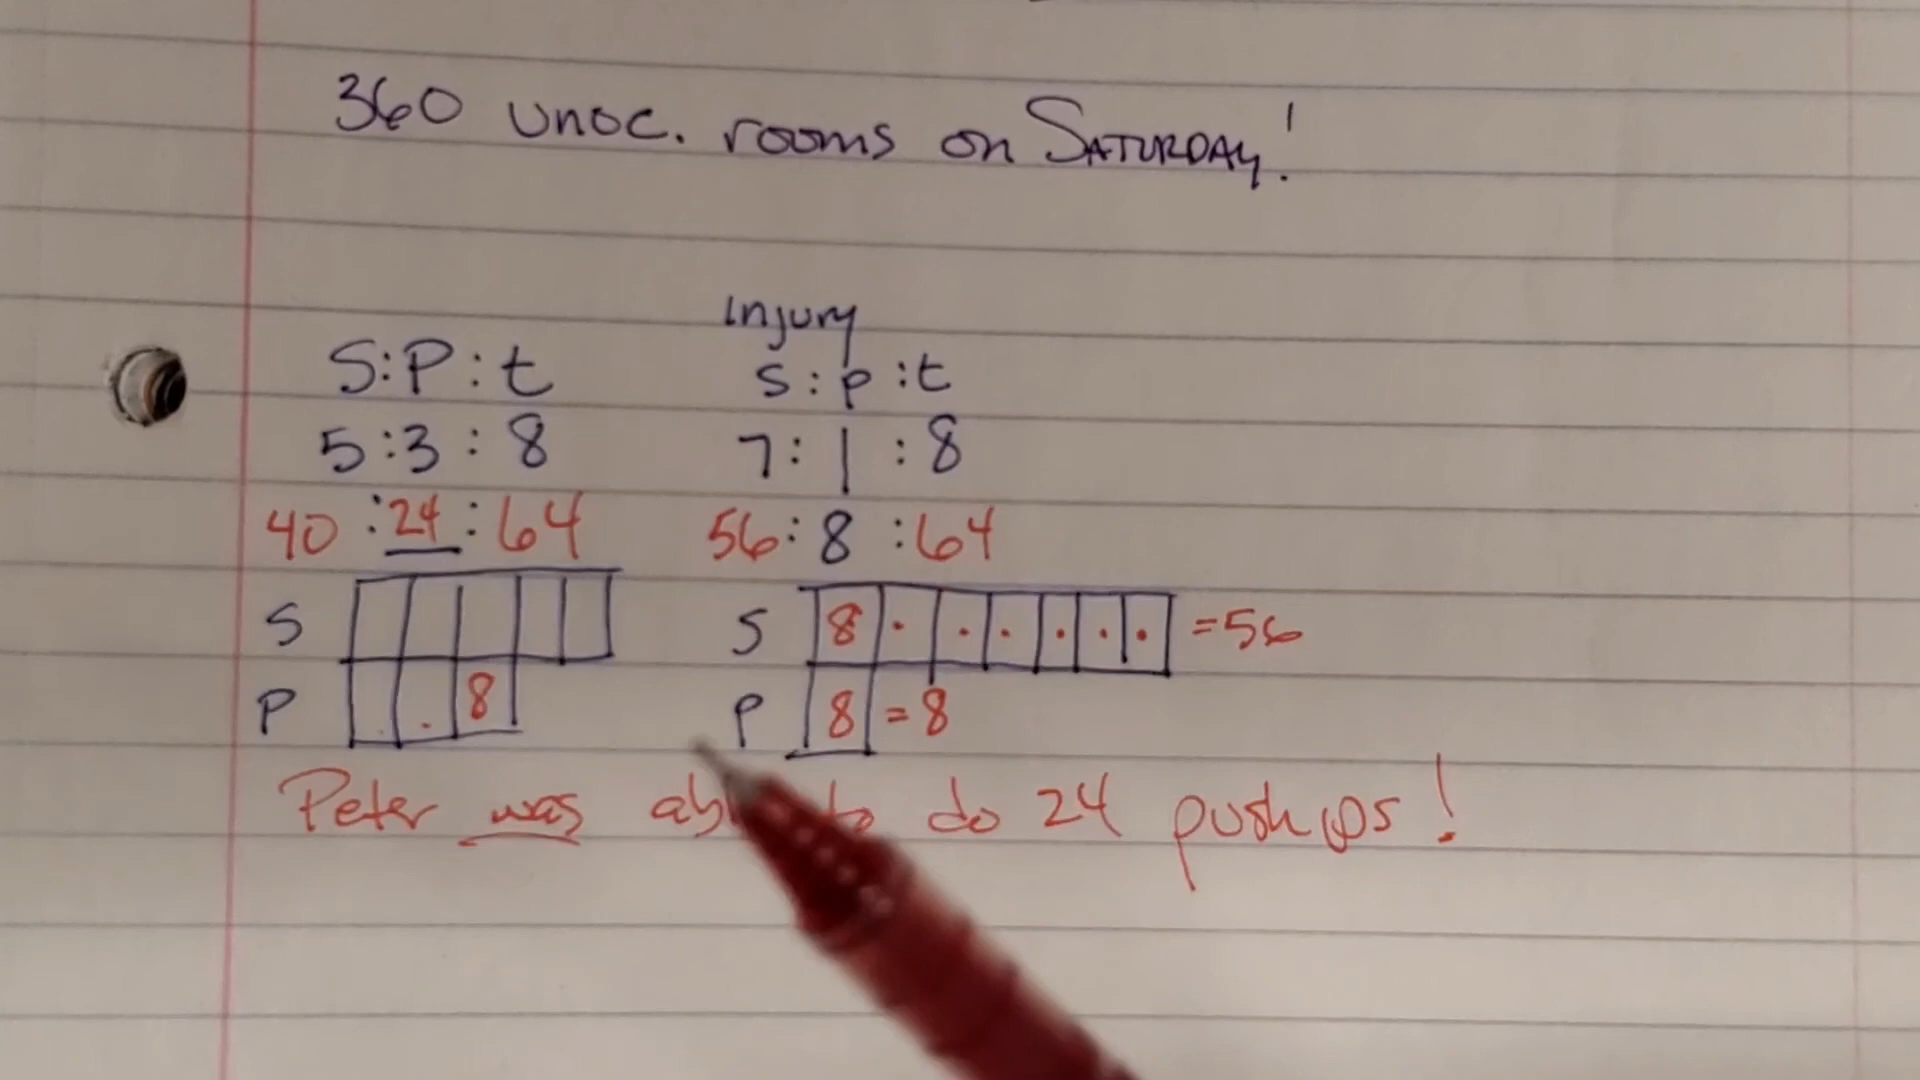 360 unoc. rooms on SATURDAY!
Injury
S:P:t
s:p:t
5:3:8
7:1:8
40:24:64
56:8:64
S
S 8 . . . . . . =56
P . 8
P 8 =8
Peter was to do 24 pushups!